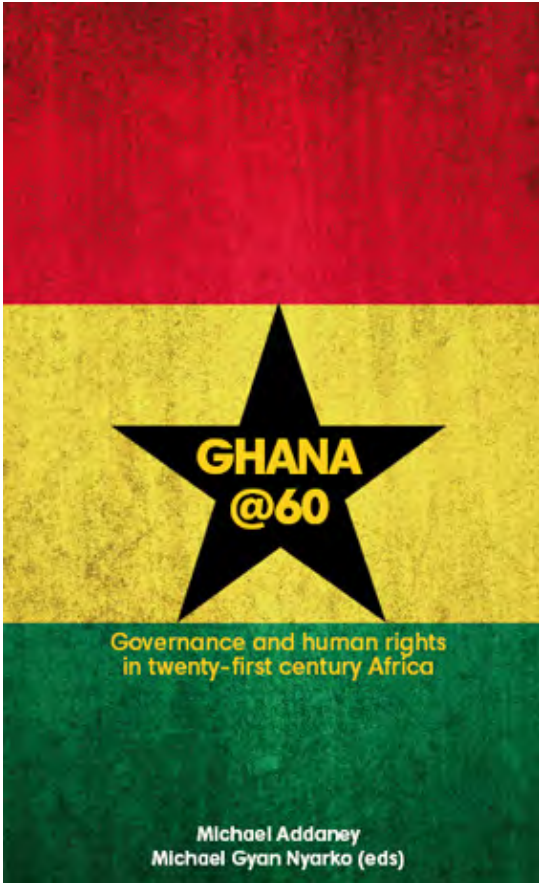 GHANA
@60
Governance and human rights
in twenty-first century Africa
Michael Addaney
Michael Gyan Nyarko (eds)